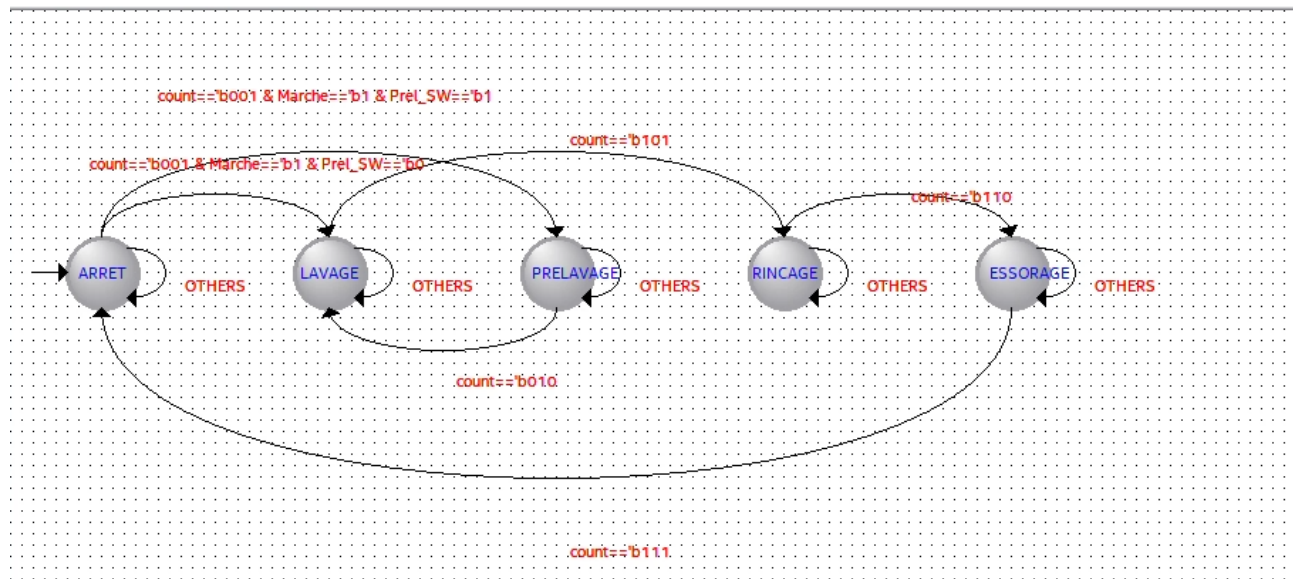 count=='b001 & Marche=='b1 & Prel_SW=='b1
count=='b101
count=='b001 & Marche=='b1 & Prel_SW=='b0
count=='b110
ARRET
OTHERS
LAVAGE
OTHERS
PRELAVAGE
OTHERS
RINCAGE
OTHERS
ESSORAGE
OTHERS
count=='b010
count=='b111